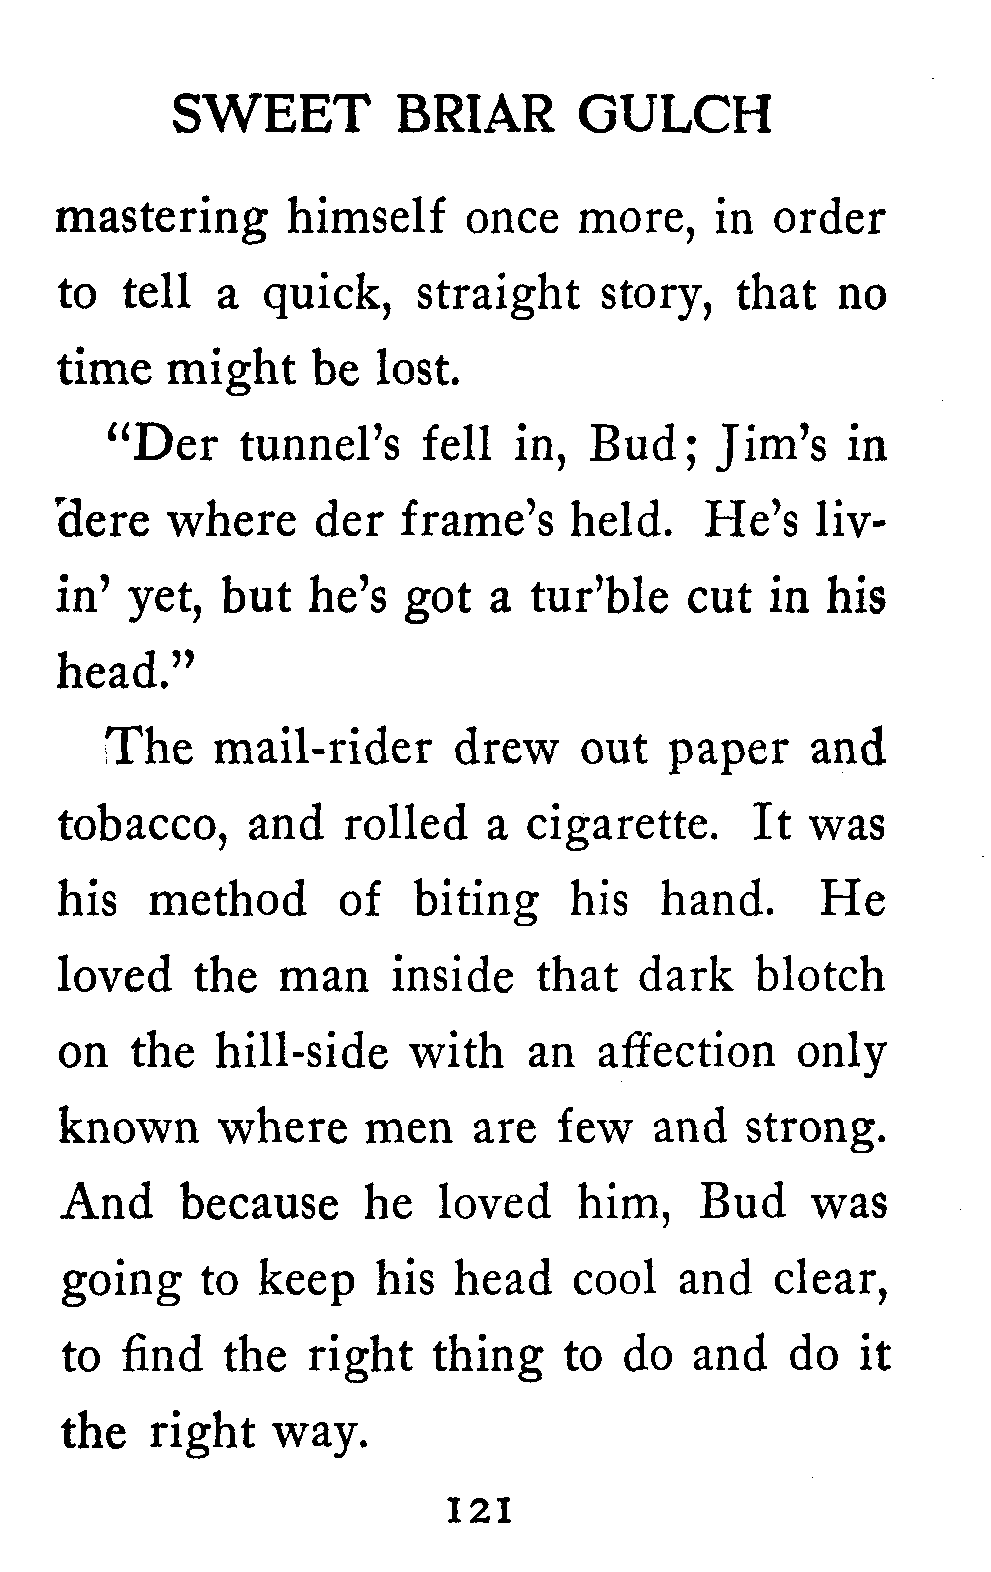 SWEET BRIAR GULCH
mastering himself once more, in order
to tell a quick, straight story, that no
time might be lost.
"Der tunnel's fell in, Bud; Jim's in
dere where der frame's held. He's liv-
in' yet, but he's got a tur'ble cut in his
head."
The mail-rider drew out paper and
tobacco, and rolled a cigarette. It was
his method of biting his hand. He
loved the man inside that dark blotch
on the hill-side with an affection only
known where men are few and strong.
And because he loved him, Bud was
going to keep his head cool and clear,
to find the right thing to do and do it
the right way.
121